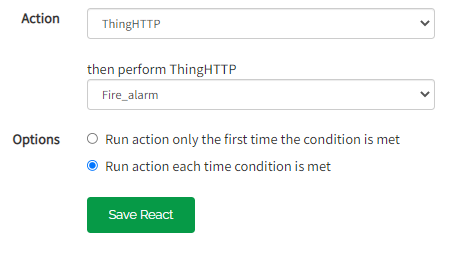 Action
ThingHTTP
then perform ThingHTTP
Fire_alarm
Options
Run action only the first time the condition is met
Run action each time condition is met
Save React